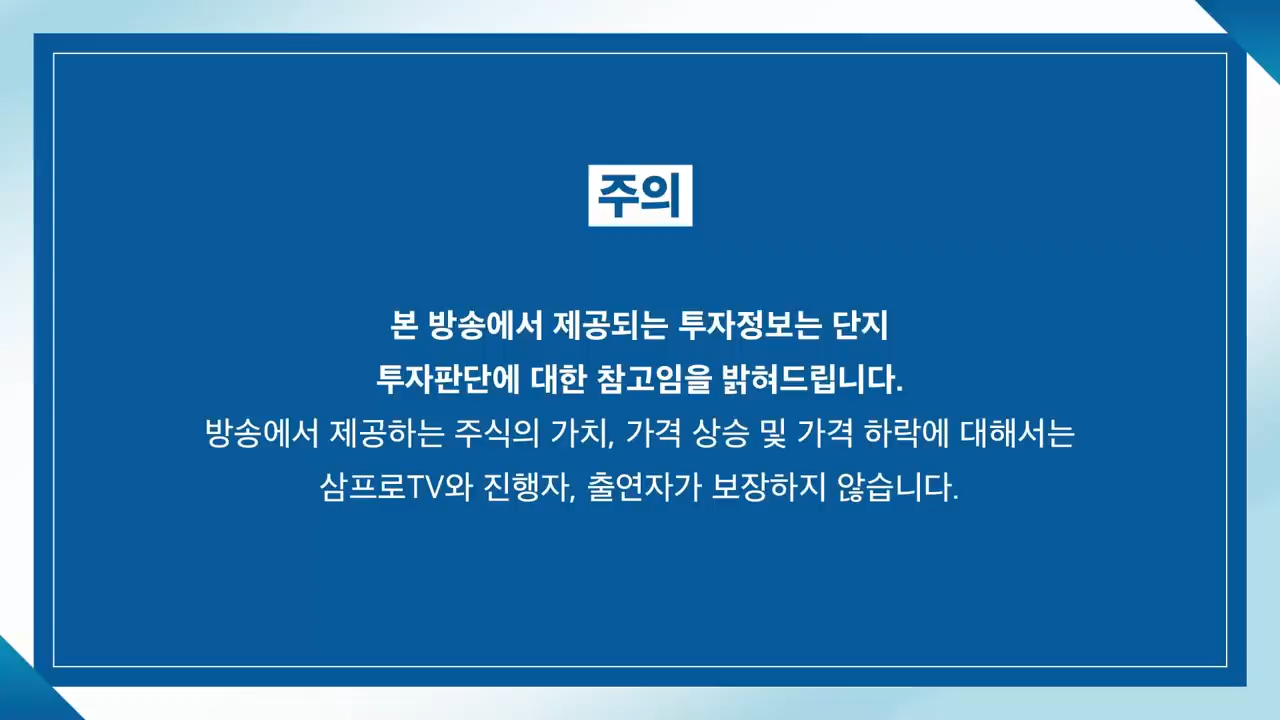 주의
본 방송에서 제공되는 투자정보는 단지
투자판단에 대한 참고임을 밝혀드립니다.
방송에서 제공하는 주식의 가치, 가격 상승 및 가격 하락에 대해서는
삼프로TV와 진행자, 출연자가 보장하지 않습니다.